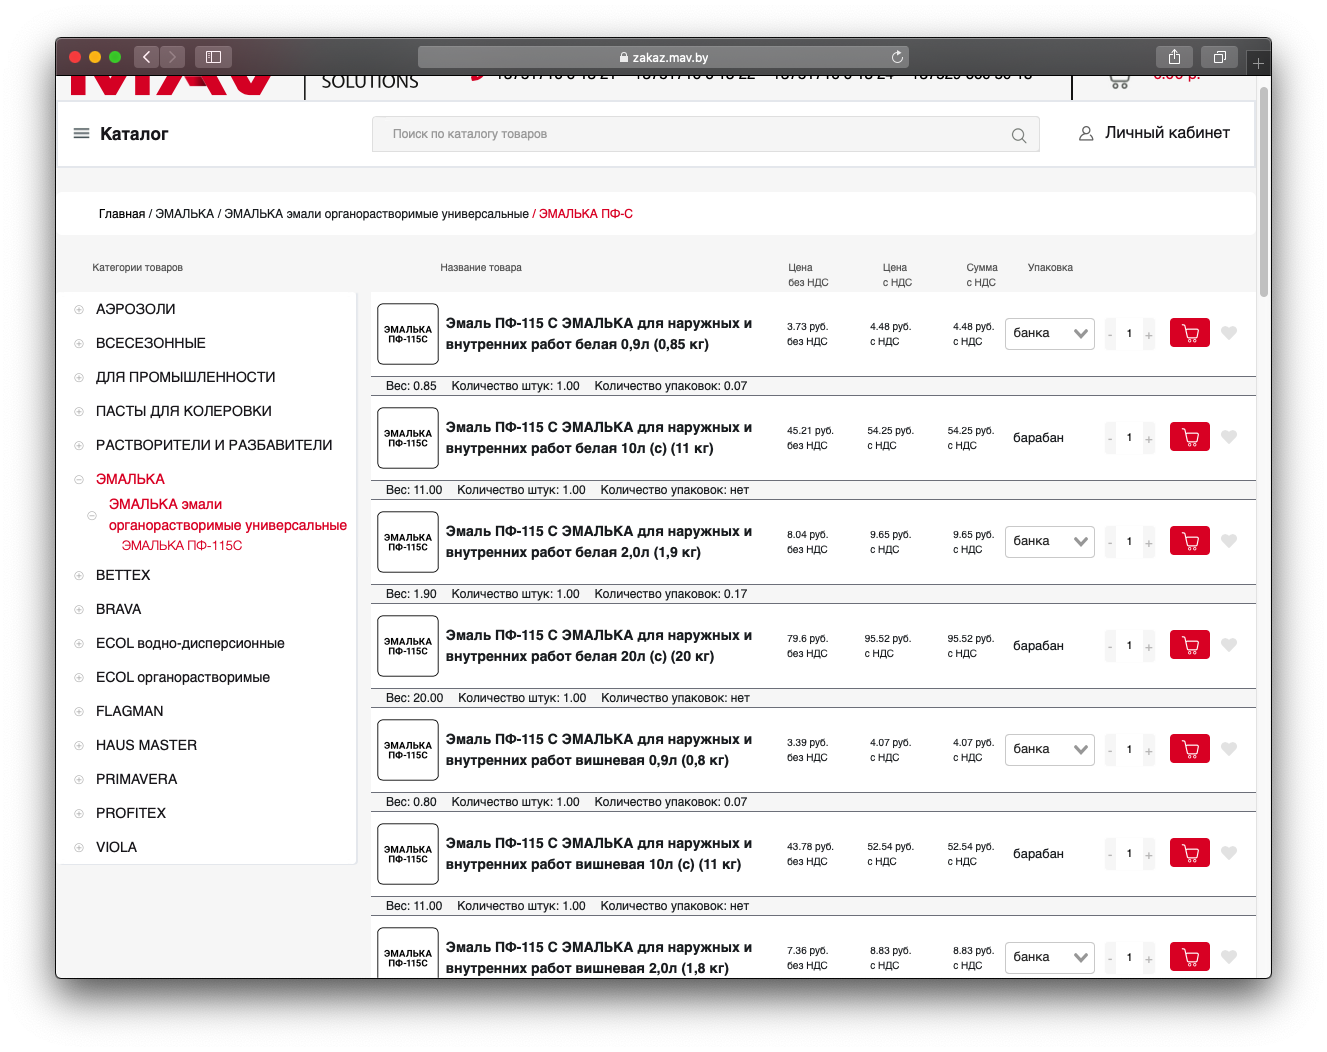 zakaz.mav.by
MAV
SOLUTIONS
Каталог
Поиск по каталогу товаров
Личный кабинет
Главная / ЭМАЛЬКА / ЭМАЛЬКА эмали органорастворимые универсальные / ЭМАЛЬКА ПФ-С
Категории товаров
Название товара
Цена
без НДС
Цена
с НДС
Сумма
с НДС
Упаковка
АЭРОЗОЛИ
ВСЕСЕЗОННЫЕ
ДЛЯ ПРОМЫШЛЕННОСТИ
ПАСТЫ ДЛЯ КОЛЕРОВКИ
РАСТВОРИТЕЛИ И РАЗБАВИТЕЛИ
ЭМАЛЬКА
ЭМАЛЬКА эмали
органорастворимые универсальные
ЭМАЛЬКА ПФ-115С
BETTEX
BRAVA
ECOL водно-дисперсионные
ECOL органорастворимые
FLAGMAN
HAUS MASTER
PRIMAVERA
PROFITEX
VIOLA
ЭМАЛЬКА
ПФ-115С
Эмаль ПФ-115 С ЭМАЛЬКА для наружных и
внутренних работ белая 0,9л (0,85 кг)
3.73 руб.
без НДС
4.48 руб.
с НДС
4.48 руб.
с НДС
банка
- 1 +
Вес: 0.85 Количество штук: 1.00 Количество упаковок: 0.07
ЭМАЛЬКА
ПФ-115С
Эмаль ПФ-115 С ЭМАЛЬКА для наружных и
внутренних работ белая 10л (с) (11 кг)
45.21 руб.
без НДС
54.25 руб.
с НДС
54.25 руб.
с НДС
барабан
- 1 +
Вес: 11.00 Количество штук: 1.00 Количество упаковок: нет
ЭМАЛЬКА
ПФ-115С
Эмаль ПФ-115 С ЭМАЛЬКА для наружных и
внутренних работ белая 2,0л (1,9 кг)
8.04 руб.
без НДС
9.65 руб.
с НДС
9.65 руб.
с НДС
банка
- 1 +
Вес: 1.90 Количество штук: 1.00 Количество упаковок: 0.17
ЭМАЛЬКА
ПФ-115С
Эмаль ПФ-115 С ЭМАЛЬКА для наружных и
внутренних работ белая 20л (с) (20 кг)
79.6 руб.
без НДС
95.52 руб.
с НДС
95.52 руб.
с НДС
барабан
- 1 +
Вес: 20.00 Количество штук: 1.00 Количество упаковок: нет
ЭМАЛЬКА
ПФ-115С
Эмаль ПФ-115 С ЭМАЛЬКА для наружных и
внутренних работ вишневая 0,9л (0,8 кг)
3.39 руб.
без НДС
4.07 руб.
с НДС
4.07 руб.
с НДС
банка
- 1 +
Вес: 0.80 Количество штук: 1.00 Количество упаковок: 0.07
ЭМАЛЬКА
ПФ-115С
Эмаль ПФ-115 С ЭМАЛЬКА для наружных и
внутренних работ вишневая 10л (с) (11 кг)
43.78 руб.
без НДС
52.54 руб.
с НДС
52.54 руб.
с НДС
барабан
- 1 +
Вес: 11.00 Количество штук: 1.00 Количество упаковок: нет
ЭМАЛЬКА
ПФ-115С
Эмаль ПФ-115 С ЭМАЛЬКА для наружных и
внутренних работ вишневая 2,0л (1,8 кг)
7.36 руб.
без НДС
8.83 руб.
с НДС
8.83 руб.
с НДС
банка
- 1 +